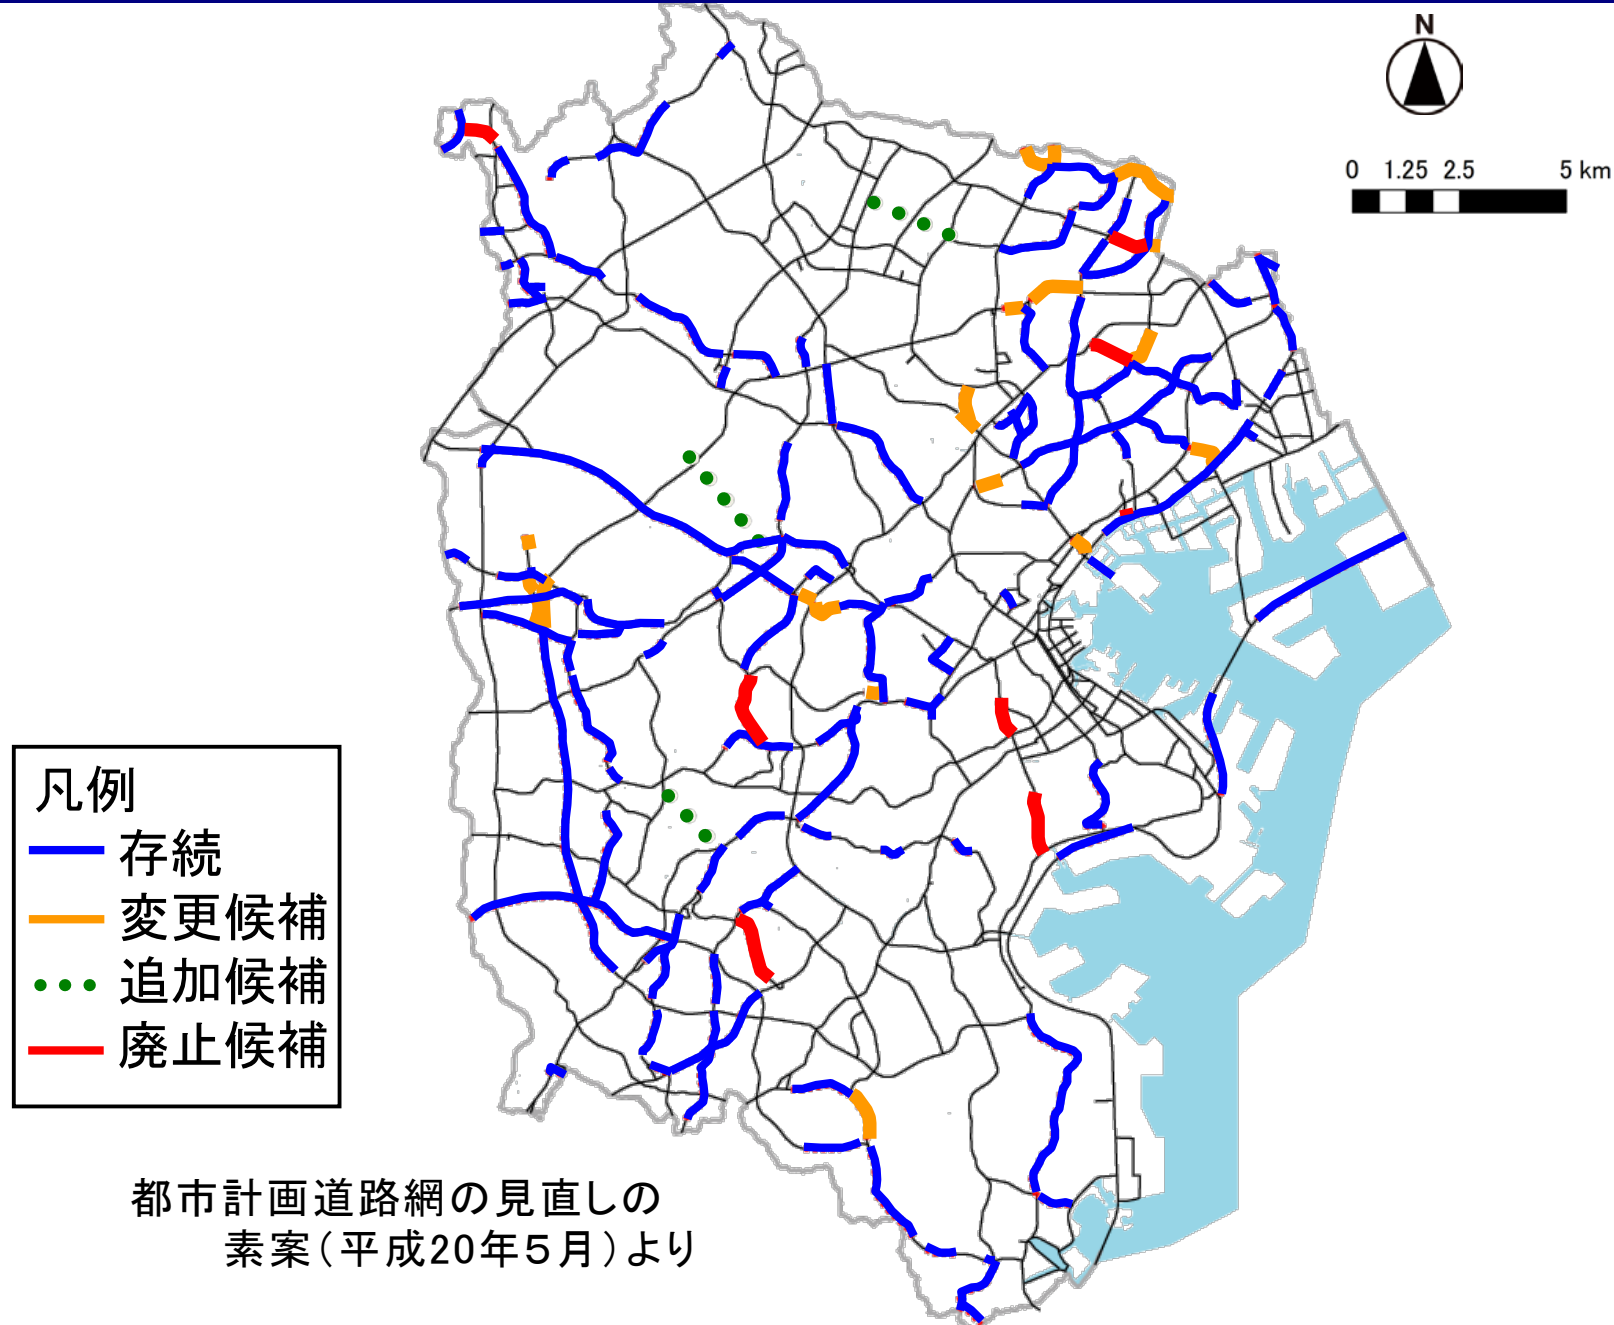 N
0 1.25 2.5 5 km
凡例
存続
変更候補
追加候補
廃止候補
都市計画道路網の見直しの
素案（平成20年５月）より